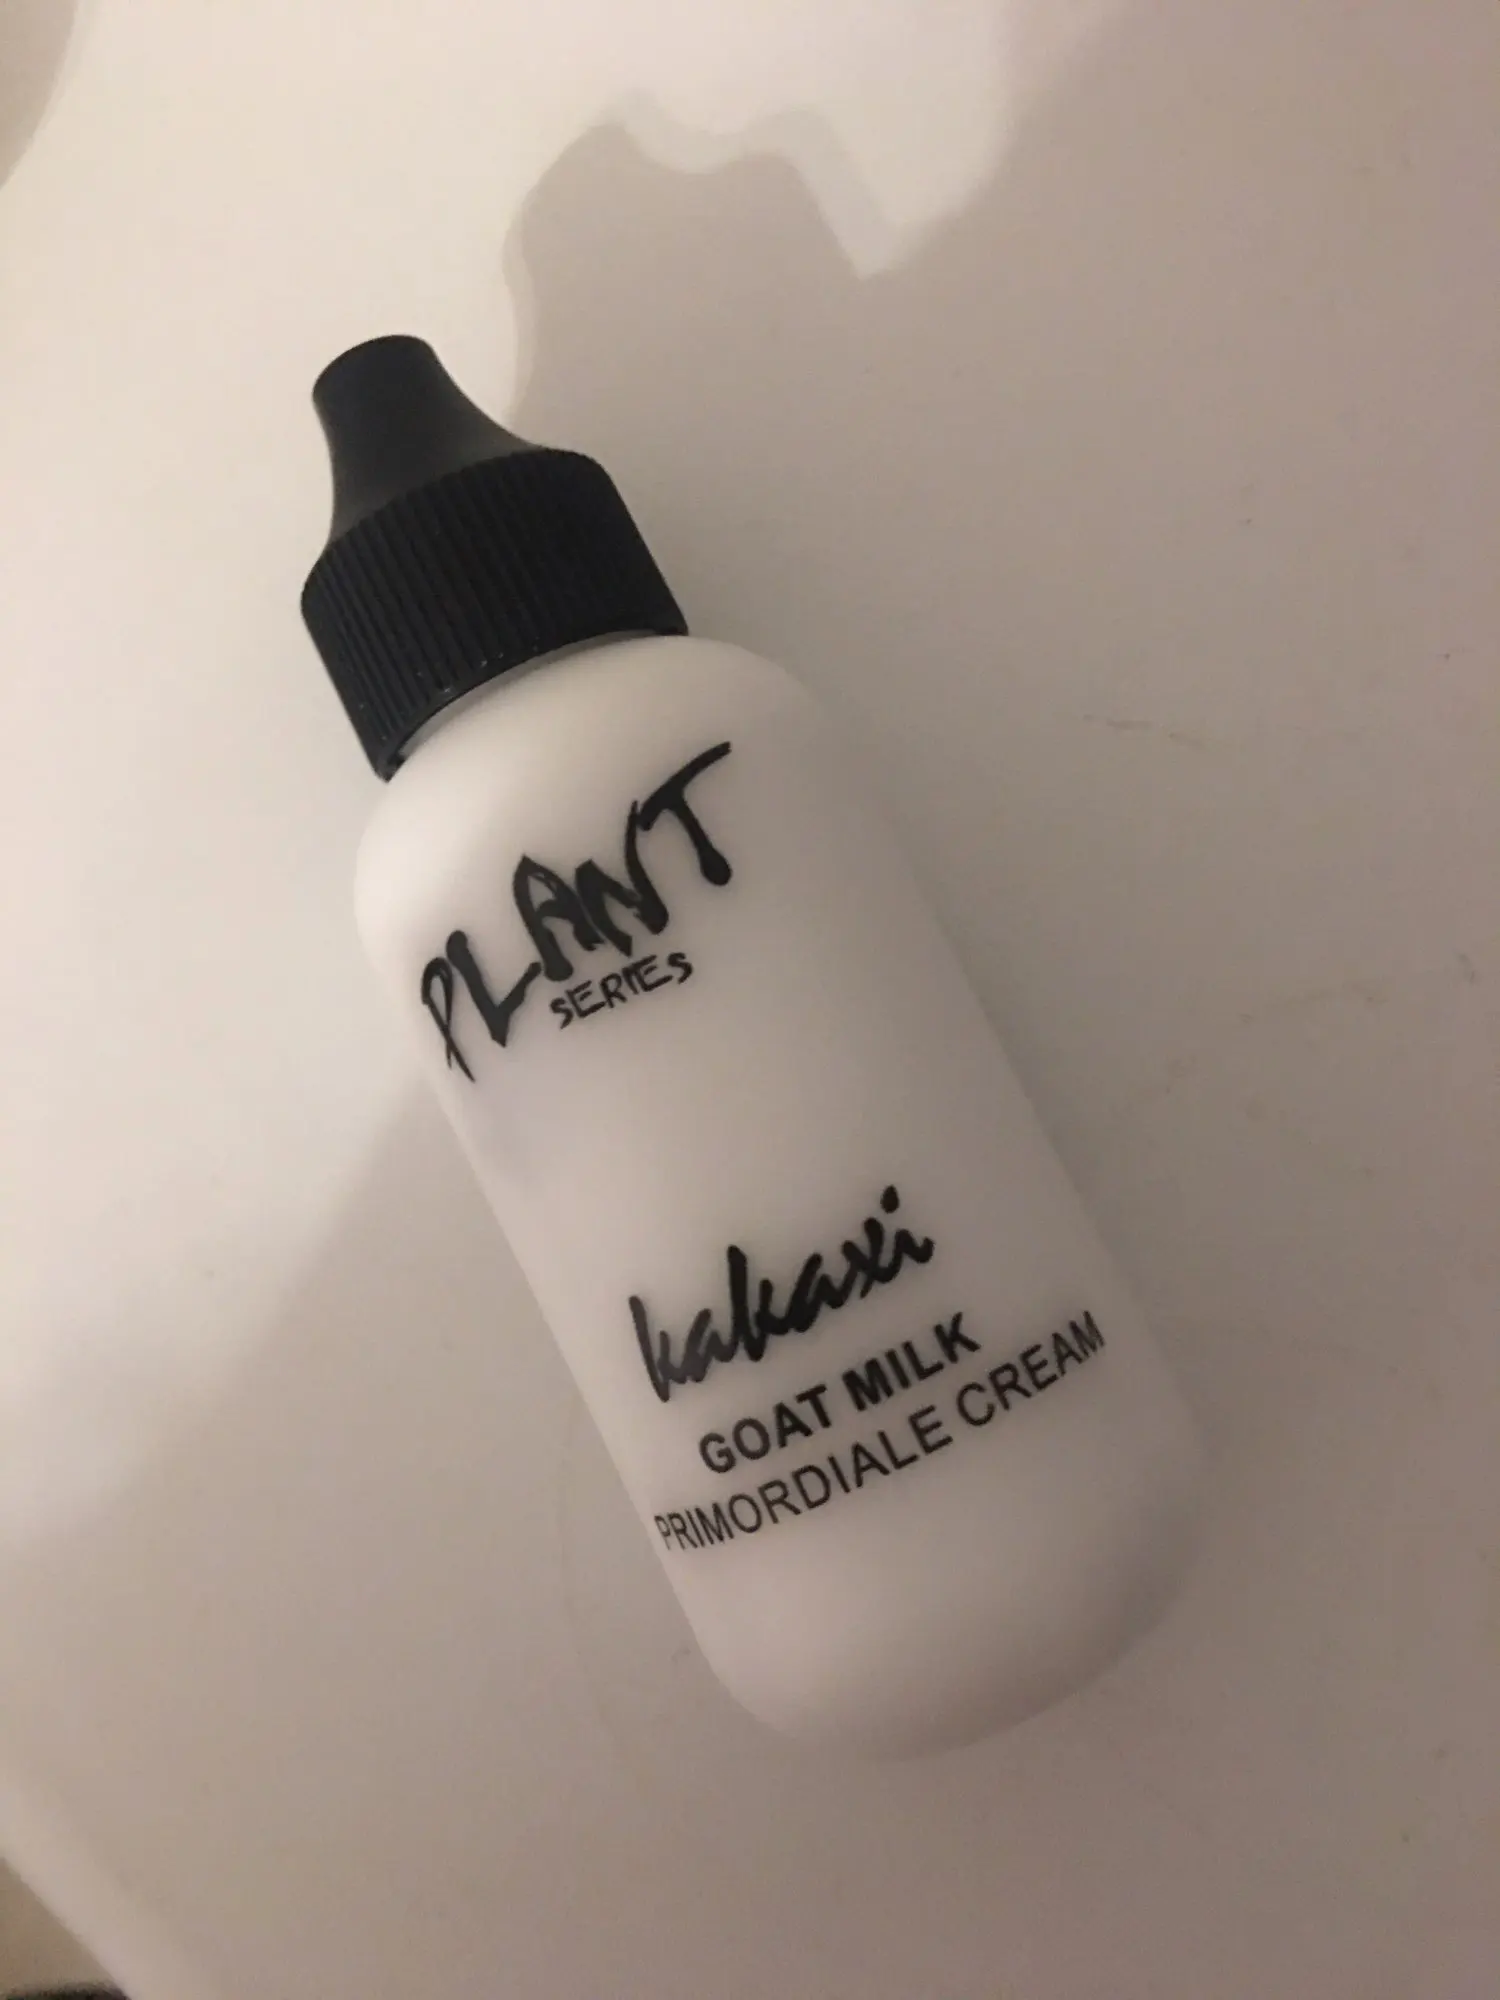 PLANT
SERIES
kakaxi
GOAT MILK
PRIMORDIALE CREAM